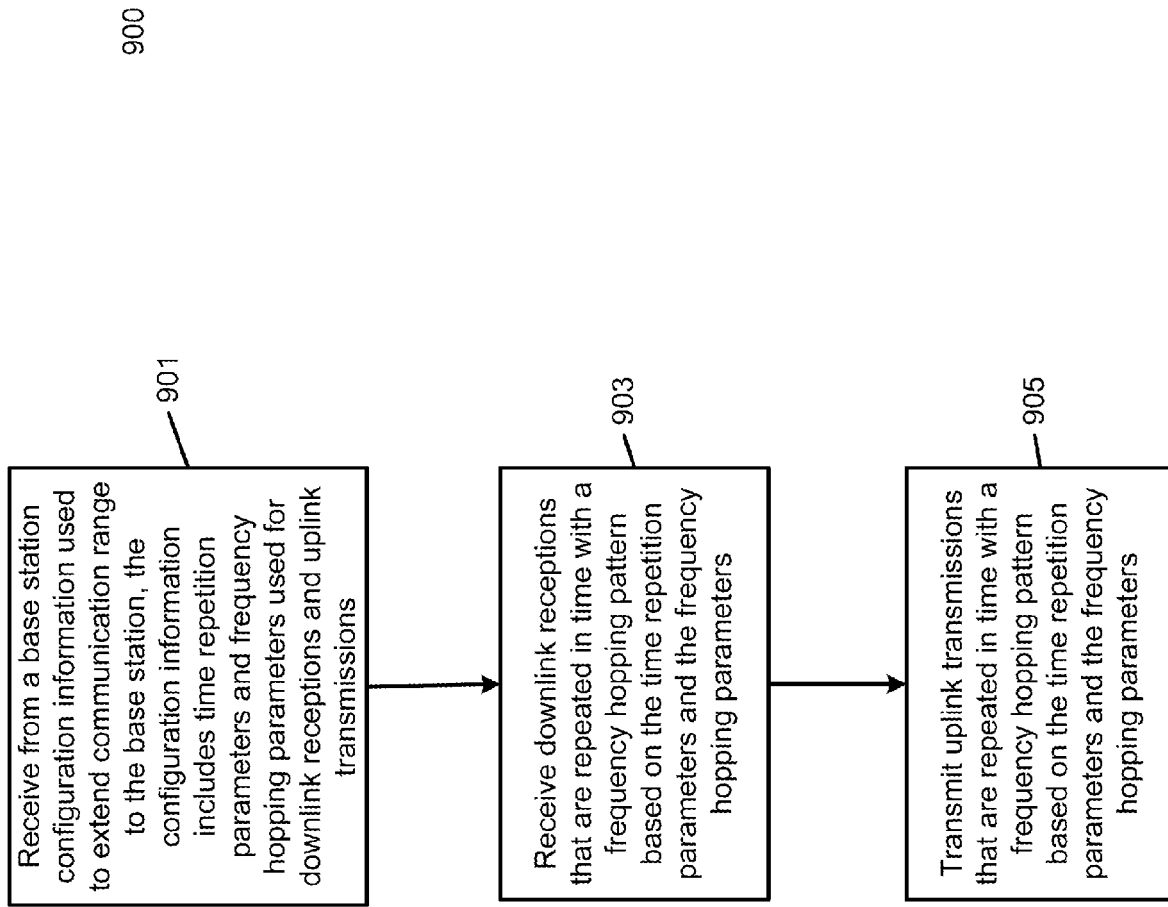 900
Receive from a base station
configuration information used
to extend communication range
to the base station, the
configuration information
includes time repetition
parameters and frequency
hopping parameters used for
downlink receptions and uplink
transmissions
901
Receive downlink receptions
that are repeated in time with a
frequency hopping pattern
based on the time repetition
parameters and the frequency
hopping parameters
903
Transmit uplink transmissions
that are repeated in time with a
frequency hopping pattern
based on the time repetition
parameters and the frequency
hopping parameters
905